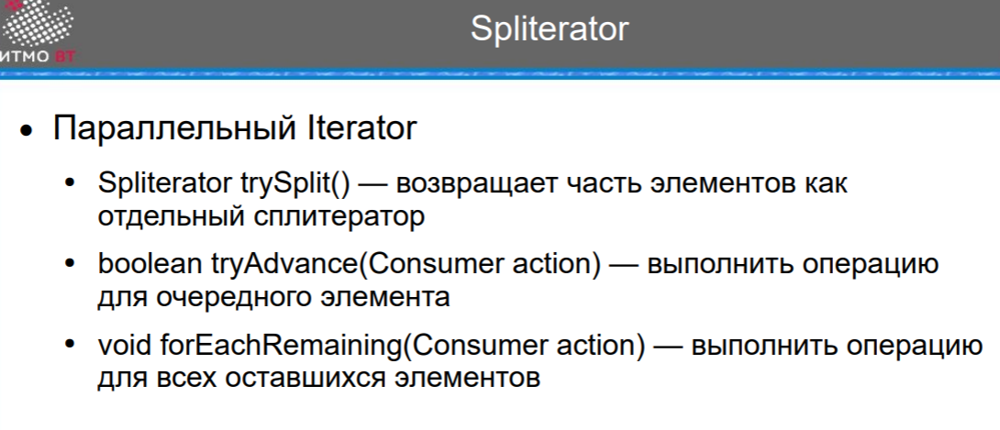 Spliterator
ИТМО ВТ
• Параллельный Iterator
• Spliterator trySplit() — возвращает часть элементов как
отдельный сплитератор
• boolean tryAdvance(Consumer action) — выполнить операцию
для очередного элемента
• void forEachRemaining(Consumer action) — выполнить операцию
для всех оставшихся элементов